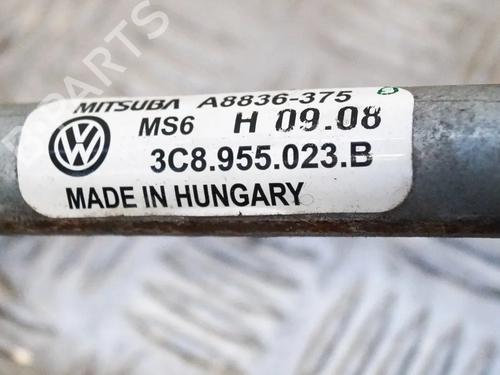 MITSUBA A8836-375
MS6 H 09.08
3C8.955.023.B
MADE IN HUNGARY